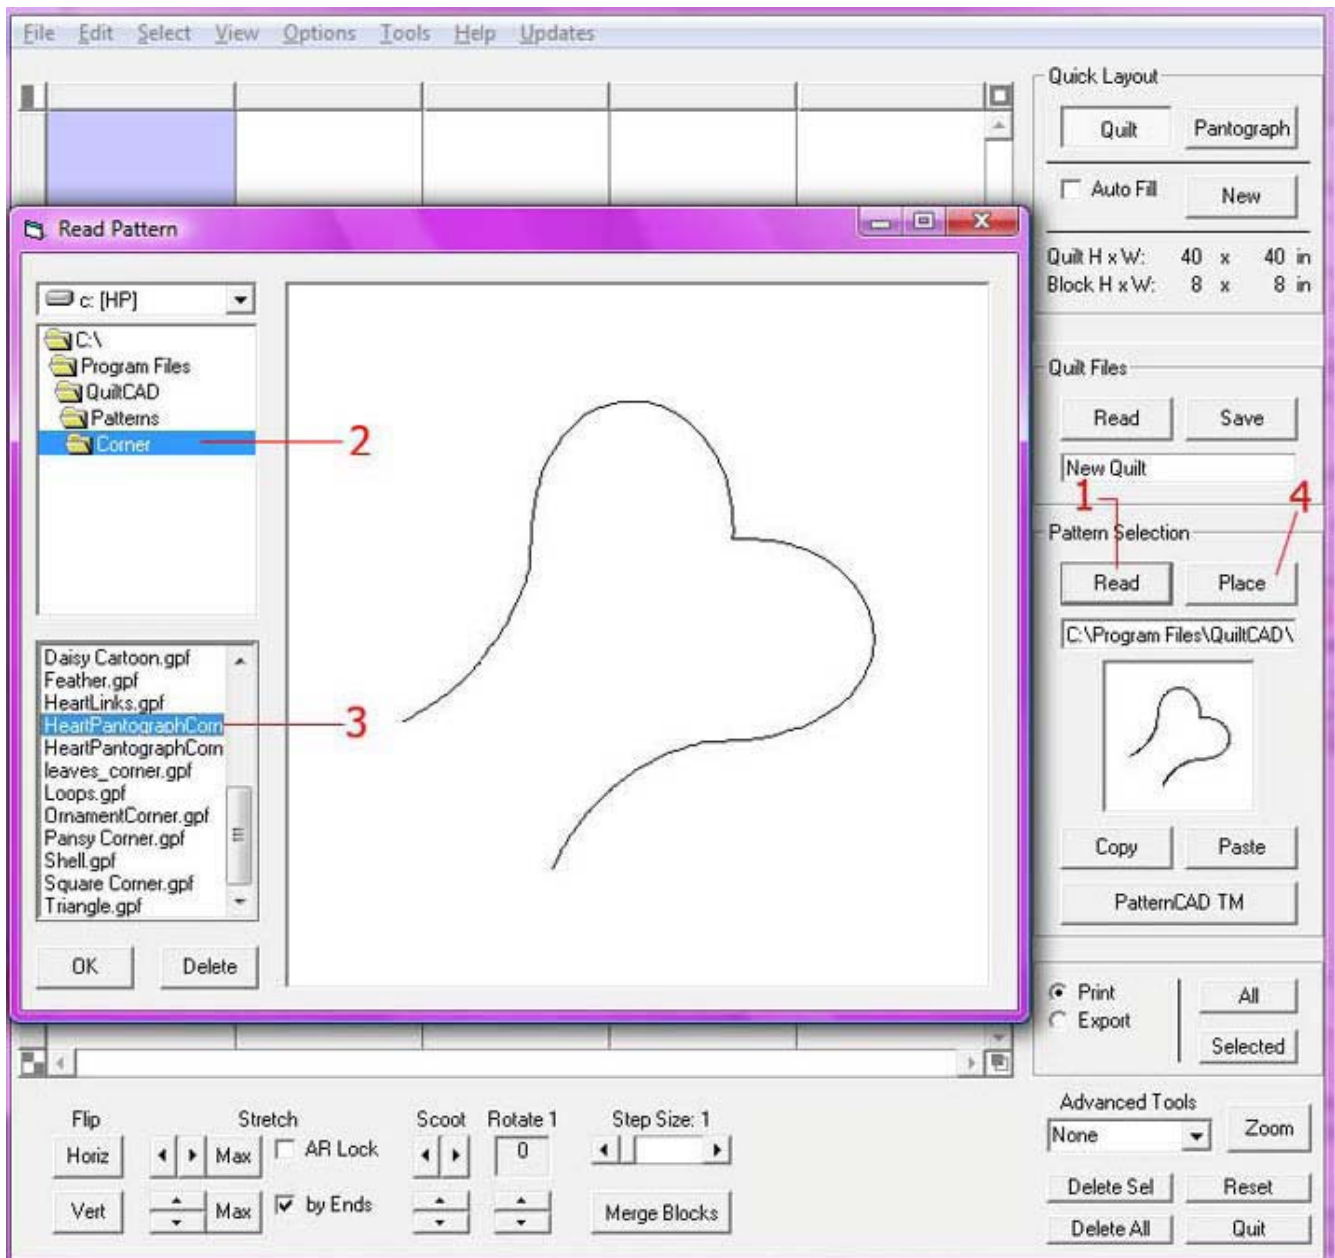 File Edit Select View Options Tools Help Updates
Quick Layout
Quilt Pantograph
Auto Fill New
Quilt H x W: 40 x 40 in
Block H x W: 8 x 8 in
Read Pattern
c: [HP]
C:\
Program Files
QuiltCAD
Patterns
Corner
2
Daisy Cartoon.gpf
Feather.gpf
HeartLinks.gpf
HeartPantographCorn
3
HeartPantographCorn
leaves_corner.gpf
Loops.gpf
OrnamentCorner.gpf
Pansy Corner.gpf
Shell.gpf
Square Corner.gpf
Triangle.gpf
OK Delete
Quilt Files
Read Save
New Quilt
1 4
Pattern Selection
Read Place
C:\Program Files\QuiltCAD\
Copy Paste
PatternCAD TM
Print All
Export
Selected
Flip Stretch Scoot Rotate 1 Step Size: 1
Horiz Max AR Lock 0
Vert Max by Ends Merge Blocks
Advanced Tools
None Zoom
Delete Sel Reset
Delete All Quit